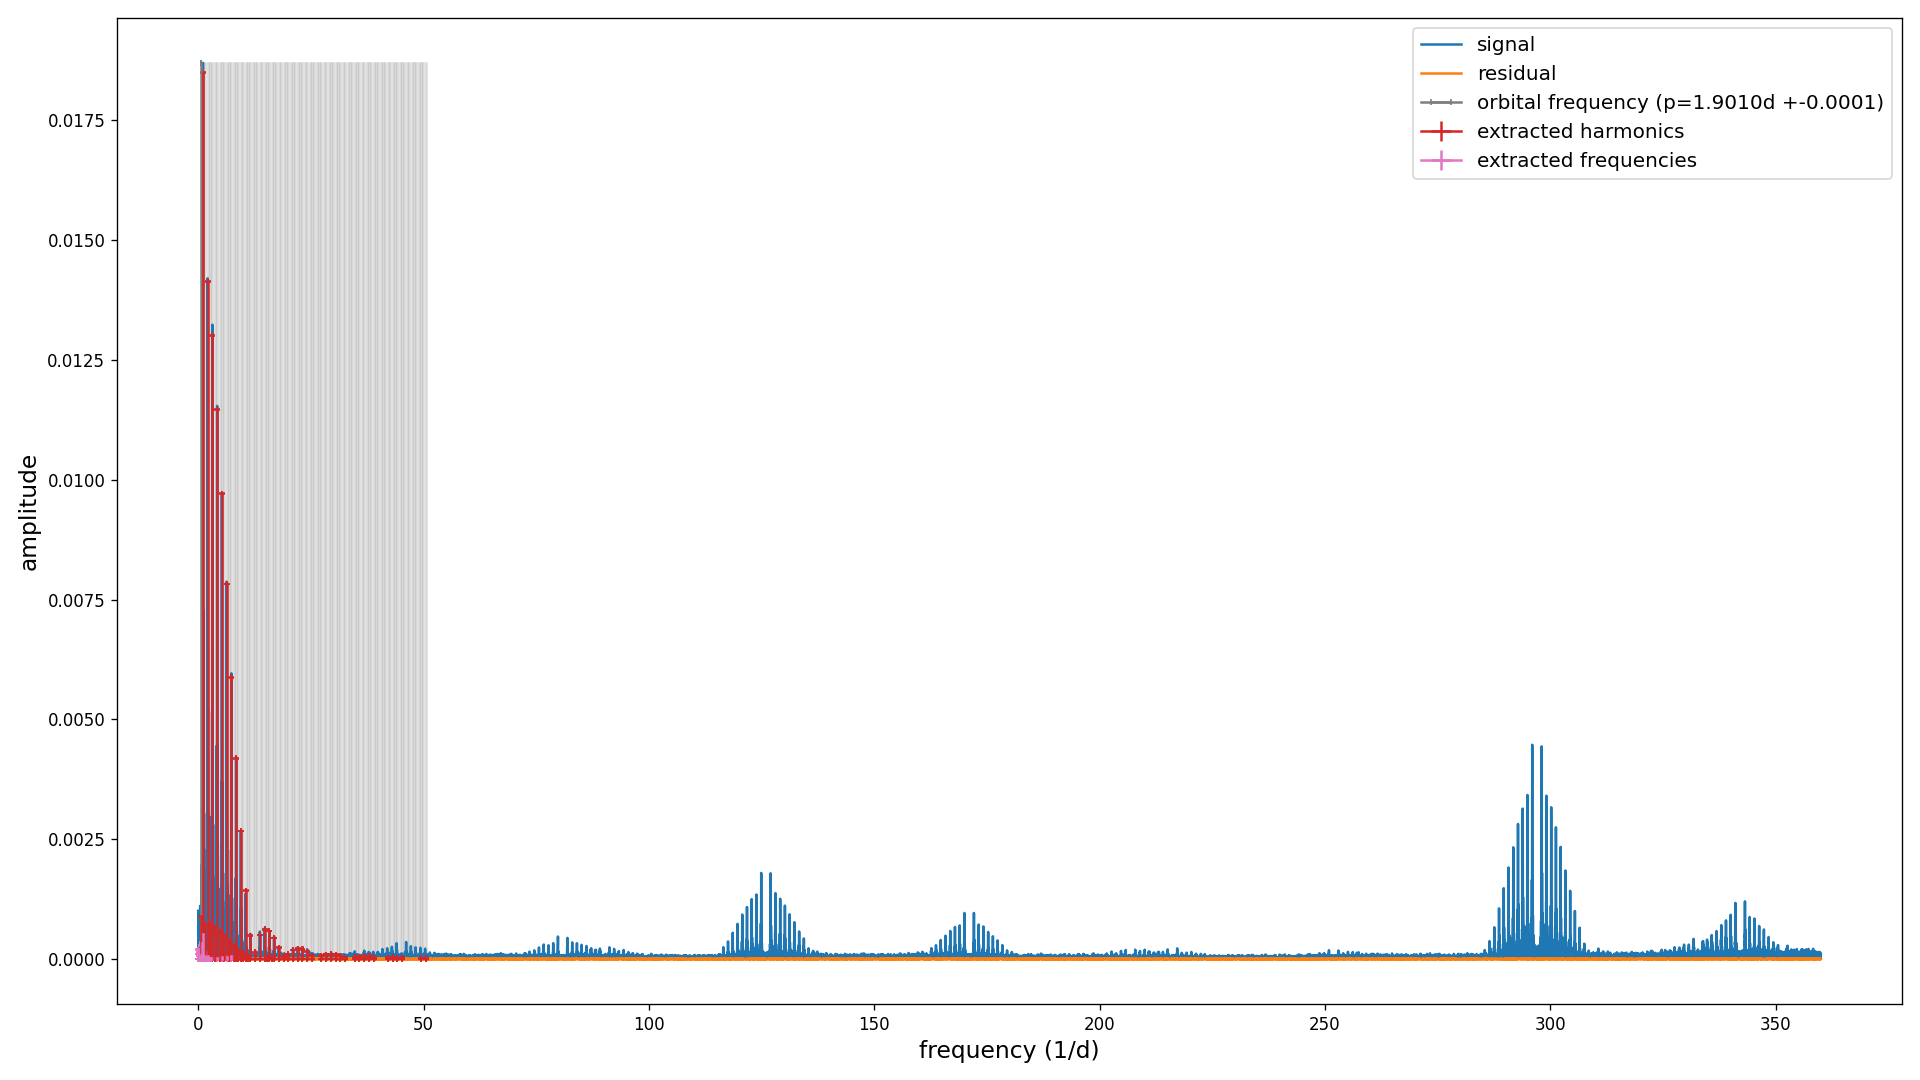 signal
residual
orbital frequency (p=1.9010d +-0.0001)
extracted harmonics
extracted frequencies
0.0175
0.0150
0.0125
0.0100
0.0075
0.0050
0.0025
0.0000
amplitude
0 50 100 150 200 250 300 350
frequency (1/d)